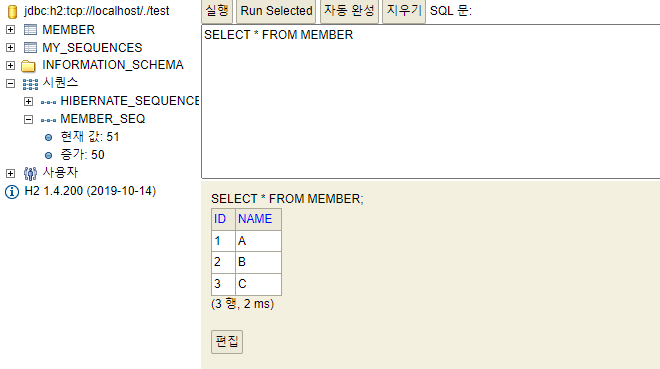 jdbc:h2:tcp://localhost/./test
MEMBER
MY_SEQUENCES
INFORMATION_SCHEMA
시퀀스
HIBERNATE_SEQUENCE
MEMBER_SEQ
현재 값: 51
증가: 50
사용자
H2 1.4.200 (2019-10-14)
실행 Run Selected 자동 완성 지우기 SQL 문:
SELECT * FROM MEMBER
SELECT * FROM MEMBER;
ID NAME
1 A
2 B
3 C
(3 행, 2 ms)
편집